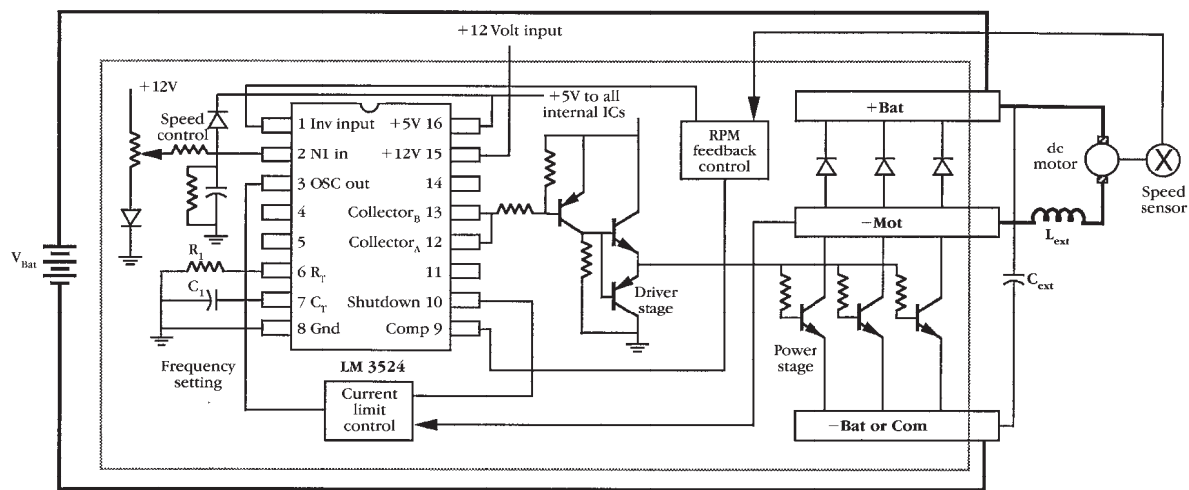 +12 Volt input
+12V
Speed
control
+5V to all
internal ICs
1 Inv input
+5V 16
2 N1 in
+12V 15
3 OSC out
14
4
Collector_B 13
5
Collector_A 12
6 R_T
11
7 C_T
Shutdown 10
8 Gnd
Comp 9
R_1
C_1
V_Bat
Frequency
setting
LM 3524
Current
limit
control
Driver
stage
RPM
feedback
control
+Bat
−Mot
−Bat or Com
Power
stage
dc
motor
Speed
sensor
L_ext
C_ext